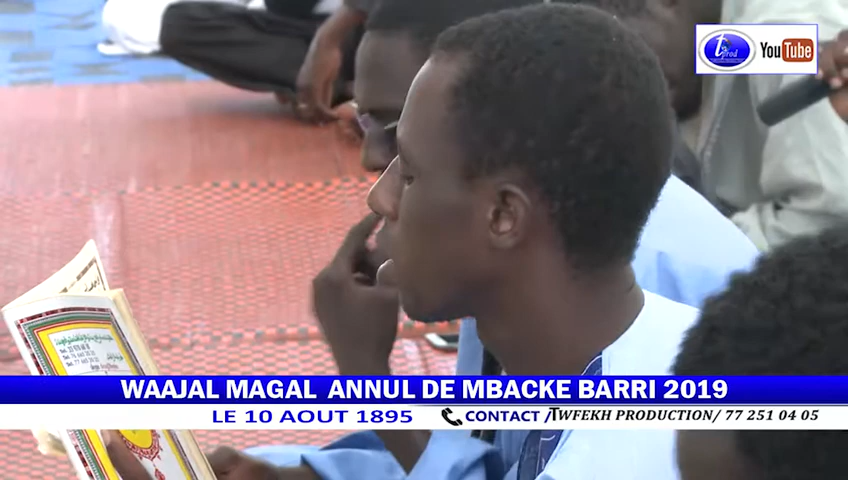 prod
YouTube
WAAJAL MAGAL ANNUL DE MBACKE BARRI 2019
LE 10 AOUT 1895
CONTACT /TWFEKH PRODUCTION/ 77 251 04 05